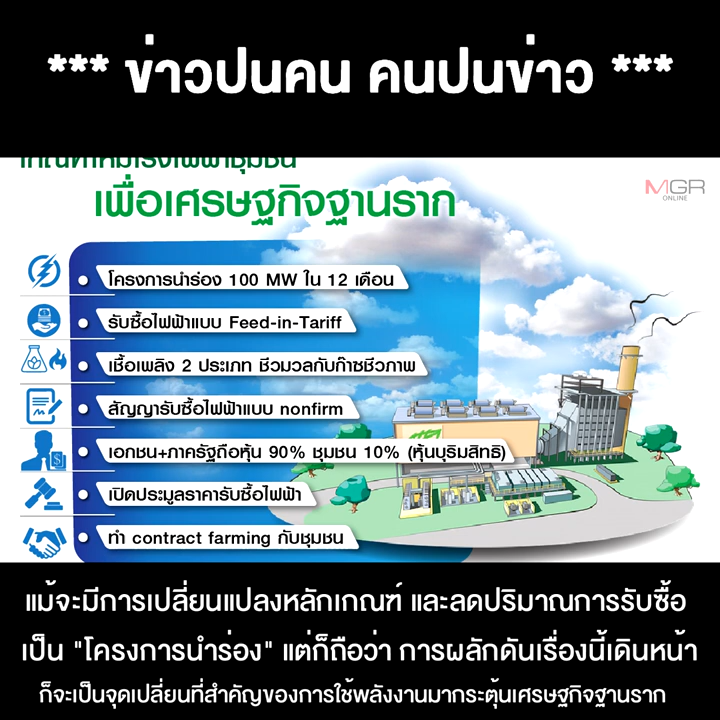 *** ข่าวปนคน คนปนข่าว ***
เพื่อเศรษฐกิจฐานราก
MGR
ONLINE
โครงการนำร่อง 100 MW ใน 12 เดือน
รับซื้อไฟฟ้าแบบ Feed-in-Tariff
เชื้อเพลิง 2 ประเภท ชีวมวลกับก๊าซชีวภาพ
สัญญารับซื้อไฟฟ้าแบบ nonfirm
เอกชน+ภาครัฐถือหุ้น 90% ชุมชน 10% (หุ้นบุริมสิทธิ)
เปิดประมูลราคารับซื้อไฟฟ้า
ทำ contract farming กับชุมชน
แม้จะมีการเปลี่ยนแปลงหลักเกณฑ์ และลดปริมาณการรับซื้อ
เป็น "โครงการนำร่อง" แต่ก็ถือว่า การผลักดันเรื่องนี้เดินหน้า
ก็จะเป็นจุดเปลี่ยนที่สำคัญของการใช้พลังงานมากระตุ้นเศรษฐกิจฐานราก